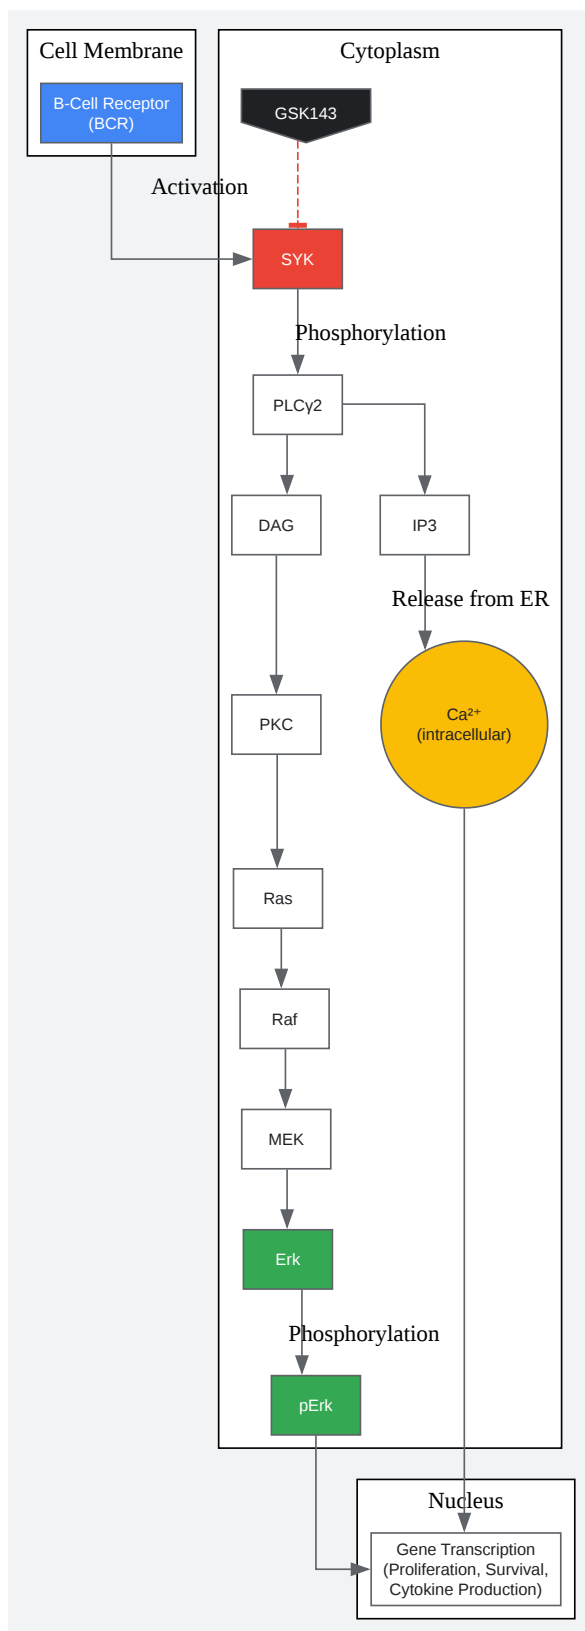 Cell Membrane
Cytoplasm
B-Cell Receptor
(BCR)
GSK143
Activation
SYK
Phosphorylation
PLCγ2
DAG
IP3
Release from ER
PKC
Ca²⁺
(intracellular)
Ras
Raf
MEK
Erk
Phosphorylation
pErk
Nucleus
Gene Transcription
(Proliferation, Survival,
Cytokine Production)